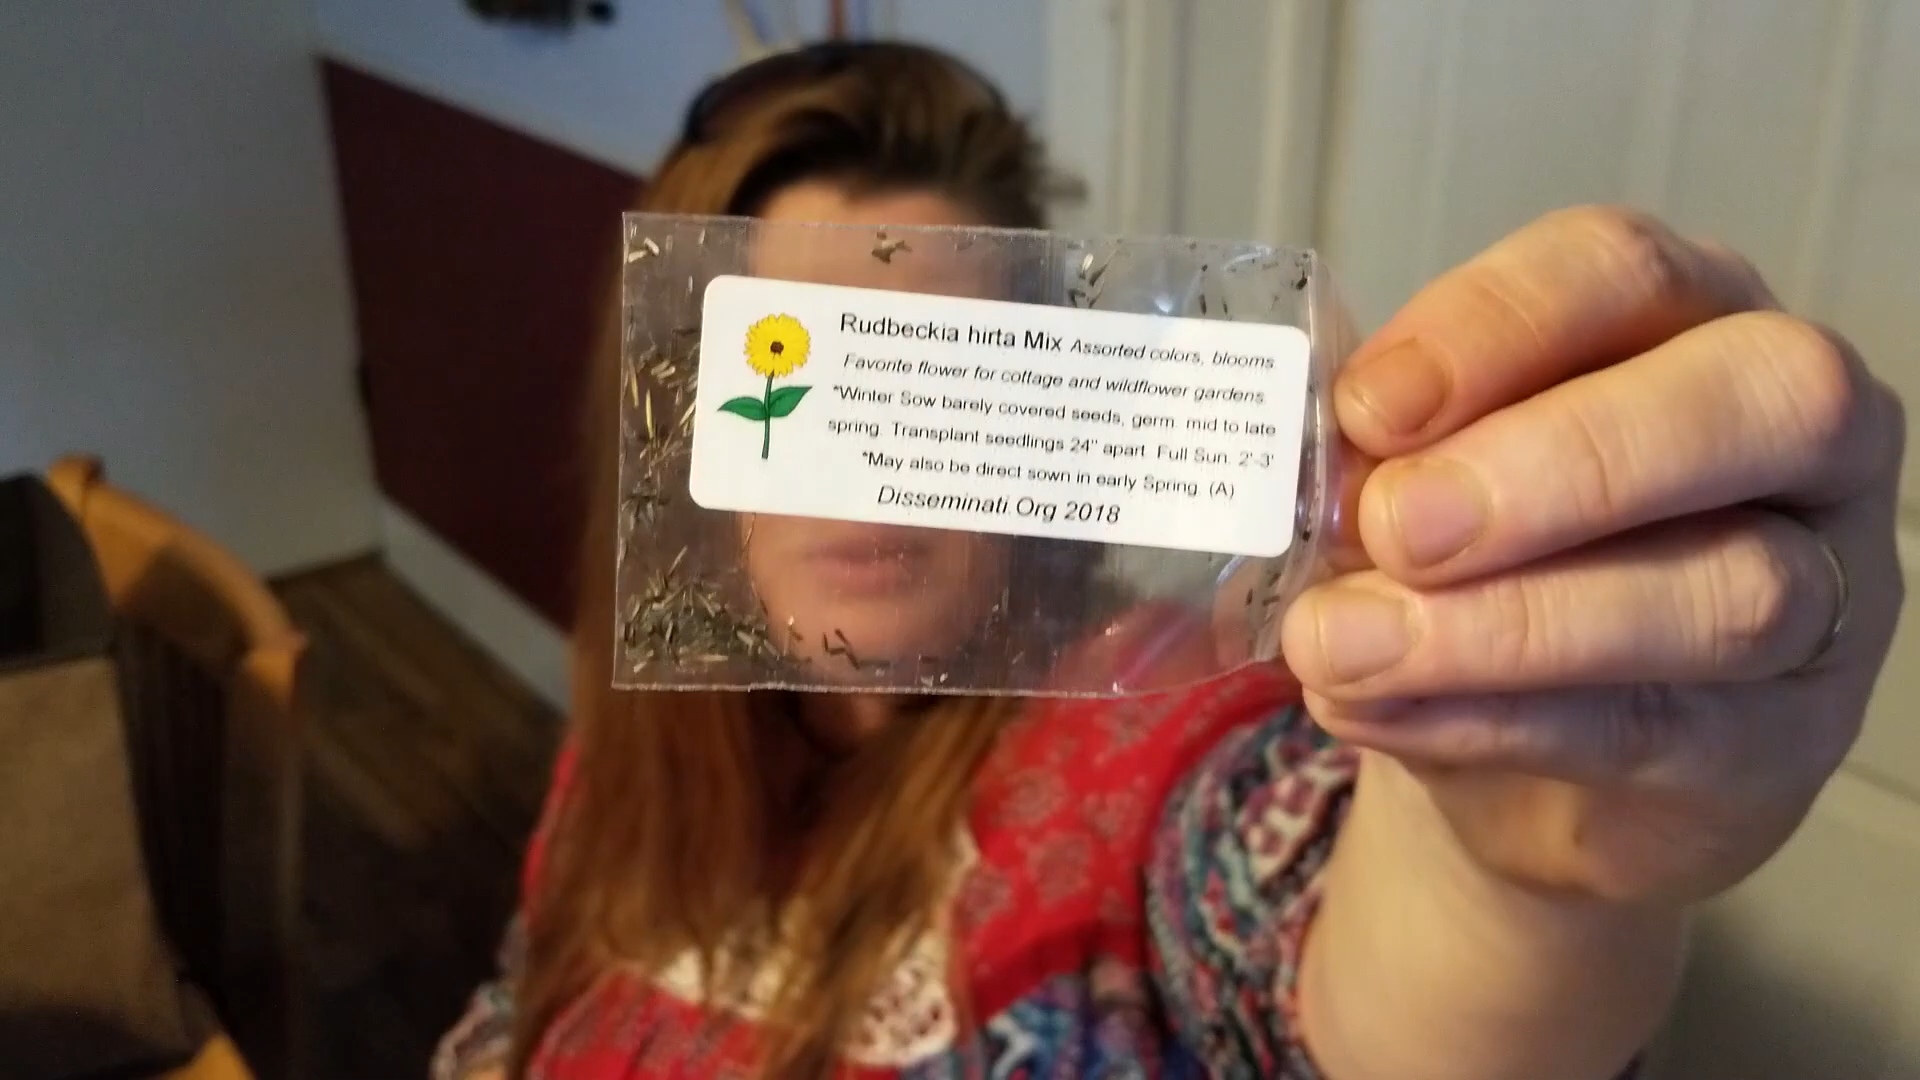 Rudbeckia hirta Mix Assorted colors, blooms.
Favorite flower for cottage and wildflower gardens.
*Winter Sow barely covered seeds, germ. mid to late
spring. Transplant seedlings 24" apart. Full Sun. 2'-3'
*May also be direct sown in early Spring. (A)
Disseminati.Org 2018